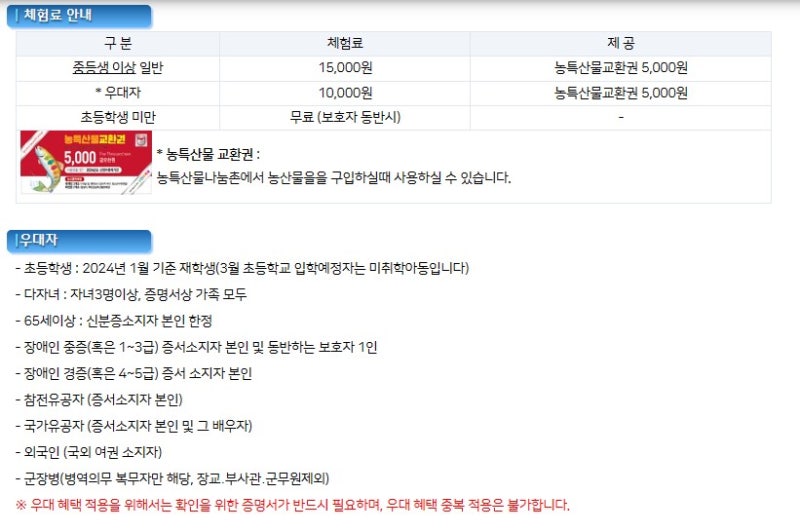 체험료 안내
구 분 체험료 제 공
중등생 이상 일반 15,000원 농특산물교환권 5,000원
* 우대자 10,000원 농특산물교환권 5,000원
초등학생 미만 무료 (보호자 동반시) -
농특산물교환권
5,000
* 농특산물 교환권 :
농특산물나눔촌에서 농산물을을 구입하실때 사용하실 수 있습니다.
우대자
- 초등학생 : 2024년 1월 기준 재학생(3월 초등학교 입학예정자는 미취학아동입니다)
- 다자녀 : 자녀3명이상, 증명서상 가족 모두
- 65세이상 : 신분증소지자 본인 한정
- 장애인 중증(혹은 1~3급) 증서소지자 본인 및 동반하는 보호자 1인
- 장애인 경증(혹은 4~5급) 증서 소지자 본인
- 참전유공자 (증서소지자 본인)
- 국가유공자 (증서소지자 본인 및 그 배우자)
- 외국인 (국외 여권 소지자)
- 군장병(병역의무 복무자만 해당, 장교.부사관.군무원제외)
※ 우대 혜택 적용을 위해서는 확인을 위한 증명서가 반드시 필요하며, 우대 혜택 중복 적용은 불가합니다.